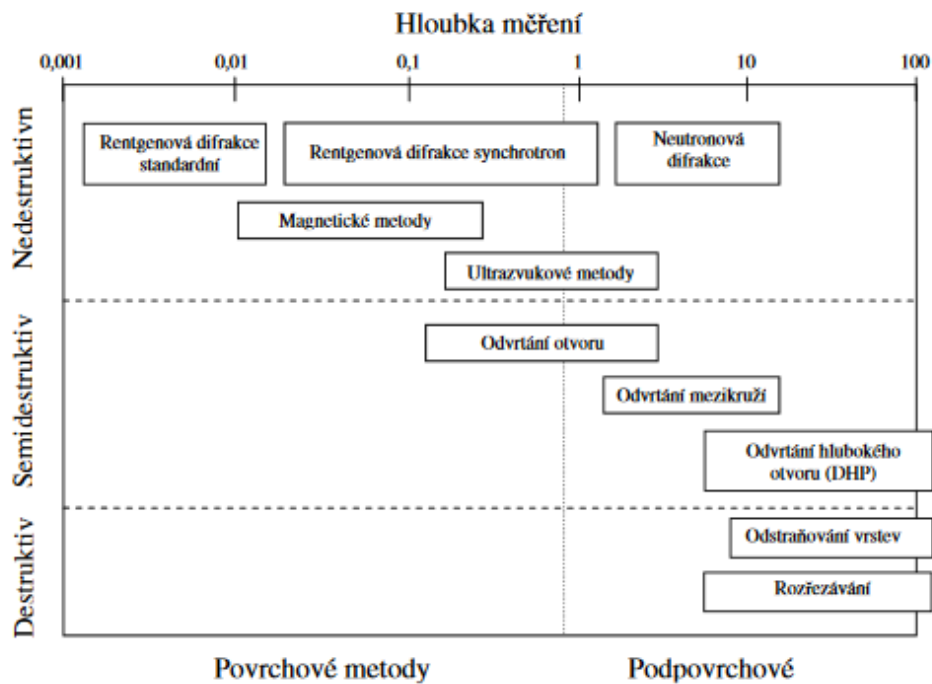 Hloubka měření
0,001 0,01 0,1 1 10 100
Nedestruktivn
Rentgenová difrakce
standardní
Rentgenová difrakce synchrotron
Neutronová
difrakce
Magnetické metody
Ultrazvukové metody
Semidestruktiv
Odvrtání otvoru
Odvrtání mezikruží
Odvrtání hlubokého
otvoru (DHP)
Destruktiv
Odstraňování vrstev
Rozřezávání
Povrchové metody
Podpovrchové